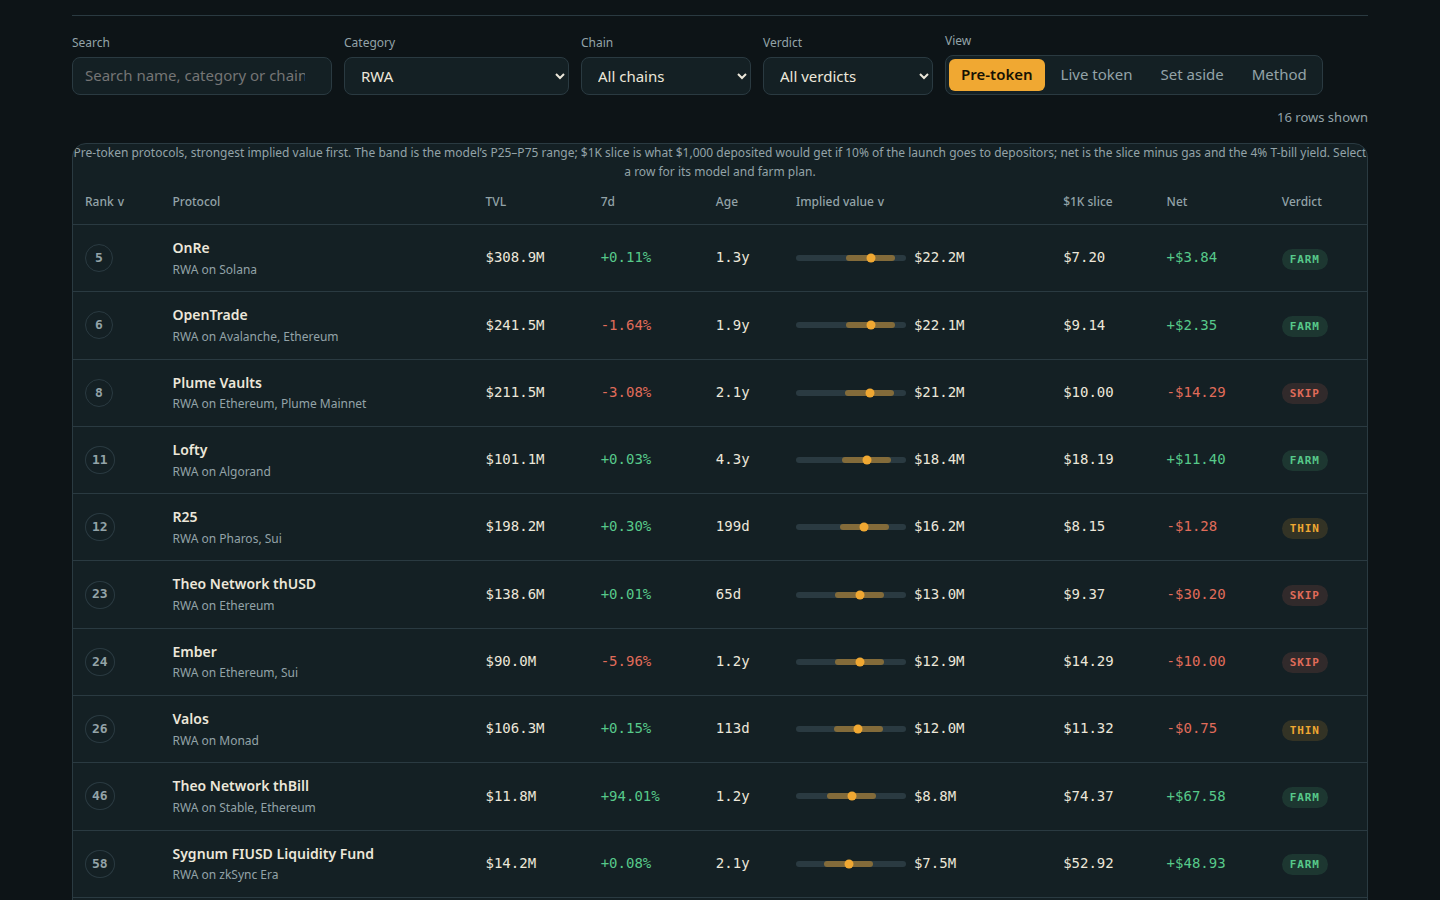 Search
Category
Chain
Verdict
View
Search name, category or chain
RWA
All chains
All verdicts
Pre-token Live token Set aside Method
16 rows shown
Pre-token protocols, strongest implied value first. The band is the model's P25–P75 range; $1K slice is what $1,000 deposited would get if 10% of the launch goes to depositors; net is the slice minus gas and the 4% T-bill yield. Select
a row for its model and farm plan.
Rank v Protocol TVL 7d Age Implied value v $1K slice Net Verdict
5 OnRe $308.9M +0.11% 1.3y $22.2M $7.20 +$3.84 FARM
RWA on Solana
6 OpenTrade $241.5M -1.64% 1.9y $22.1M $9.14 +$2.35 FARM
RWA on Avalanche, Ethereum
8 Plume Vaults $211.5M -3.08% 2.1y $21.2M $10.00 -$14.29 SKIP
RWA on Ethereum, Plume Mainnet
11 Lofty $101.1M +0.03% 4.3y $18.4M $18.19 +$11.40 FARM
RWA on Algorand
12 R25 $198.2M +0.30% 199d $16.2M $8.15 -$1.28 THIN
RWA on Pharos, Sui
23 Theo Network thUSD $138.6M +0.01% 65d $13.0M $9.37 -$30.20 SKIP
RWA on Ethereum
24 Ember $90.0M -5.96% 1.2y $12.9M $14.29 -$10.00 SKIP
RWA on Ethereum, Sui
26 Valos $106.3M +0.15% 113d $12.0M $11.32 -$0.75 THIN
RWA on Monad
46 Theo Network thBill $11.8M +94.01% 1.2y $8.8M $74.37 +$67.58 FARM
RWA on Stable, Ethereum
58 Sygnum FIUSD Liquidity Fund $14.2M +0.08% 2.1y $7.5M $52.92 +$48.93 FARM
RWA on zkSync Era